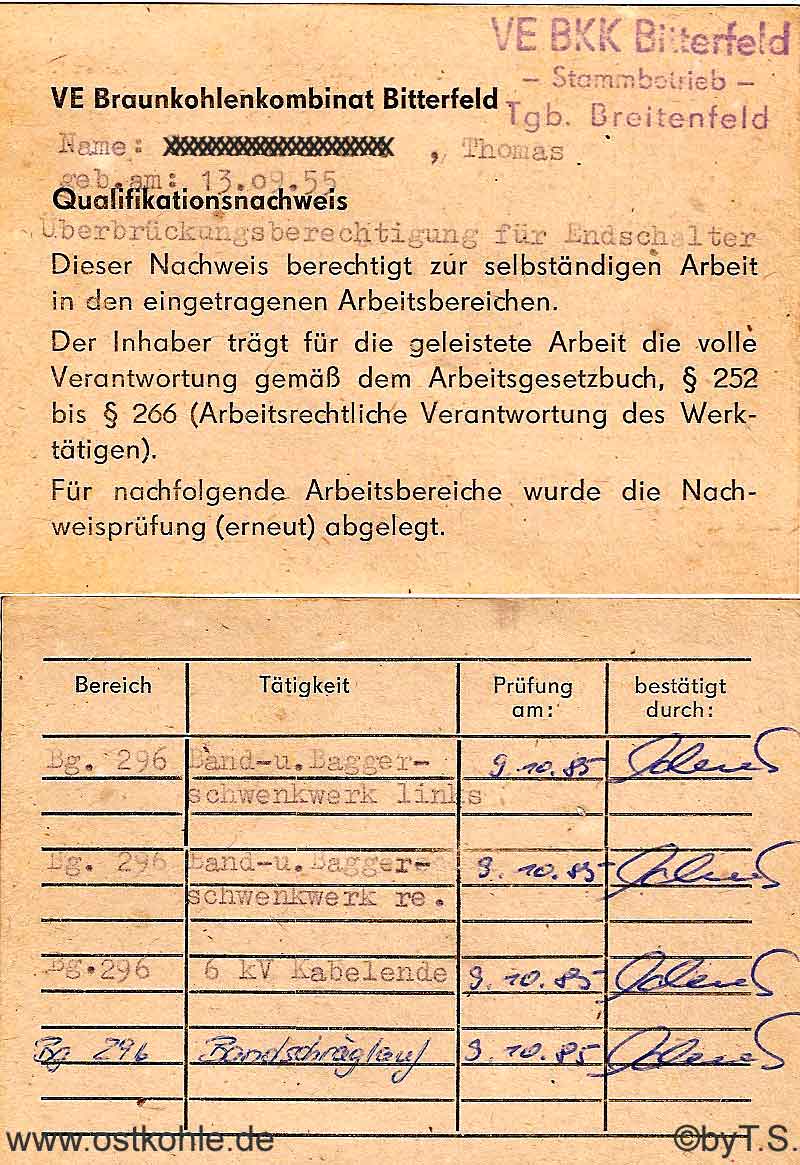 VE BKK Bitterfeld
– Stammbetrieb –
Tgb. Breitenfeld
VE Braunkohlenkombinat Bitterfeld
Name: , Thomas
geb.am: 13.09.55
Qualifikationsnachweis
Überbrückungsberechtigung für Endschalter
Dieser Nachweis berechtigt zur selbständigen Arbeit
in den eingetragenen Arbeitsbereichen.
Der Inhaber trägt für die geleistete Arbeit die volle
Verantwortung gemäß dem Arbeitsgesetzbuch, § 252
bis § 266 (Arbeitsrechtliche Verantwortung des Werk-
tätigen).
Für nachfolgende Arbeitsbereiche wurde die Nach-
weisprüfung (erneut) abgelegt.
Bereich Tätigkeit Prüfung am: bestätigt durch:
Bg. 296 Band-u.Bagger- 9.10.85
schwenkwerk links
Bg. 296 Band-u.Bagger- 9.10.85
schwenkwerk re.
Bg.296 6 kV Kabelende 9.10.85
Bg 296 Bandschräglauf 9.10.85
www.ostkohle.de ©byT.S.